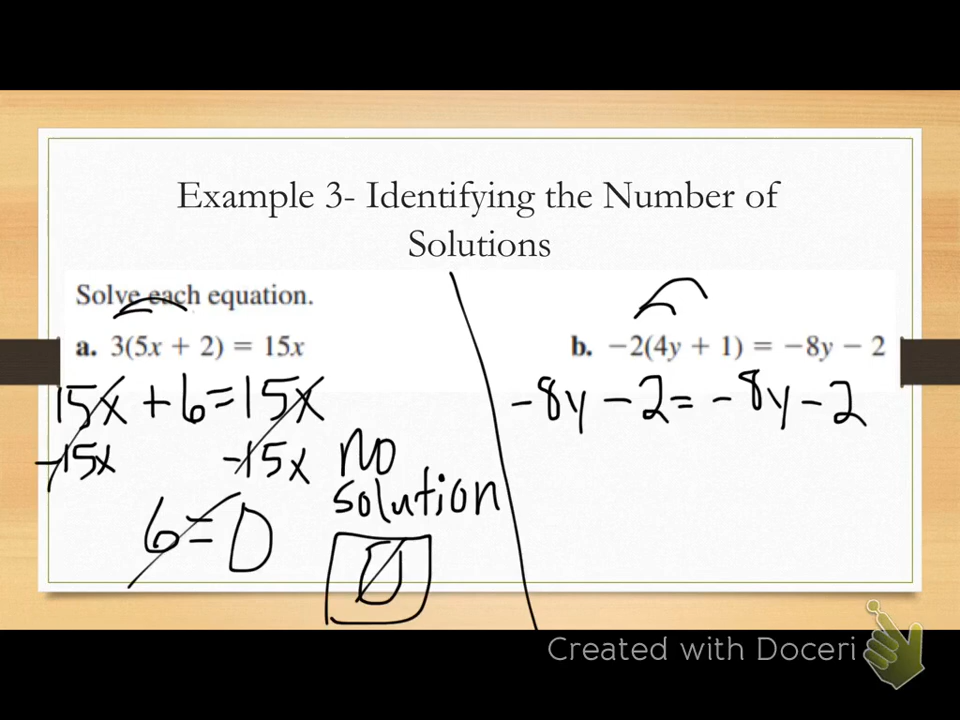 Example 3- Identifying the Number of
Solutions
Solve each equation.
a. 3(5x + 2) = 15x
15x + 6 = 15x
-15x -15x
6 = 0
no
solution
∅
b. −2(4y + 1) = −8y − 2
-8y - 2 = -8y - 2
Created with Doceri